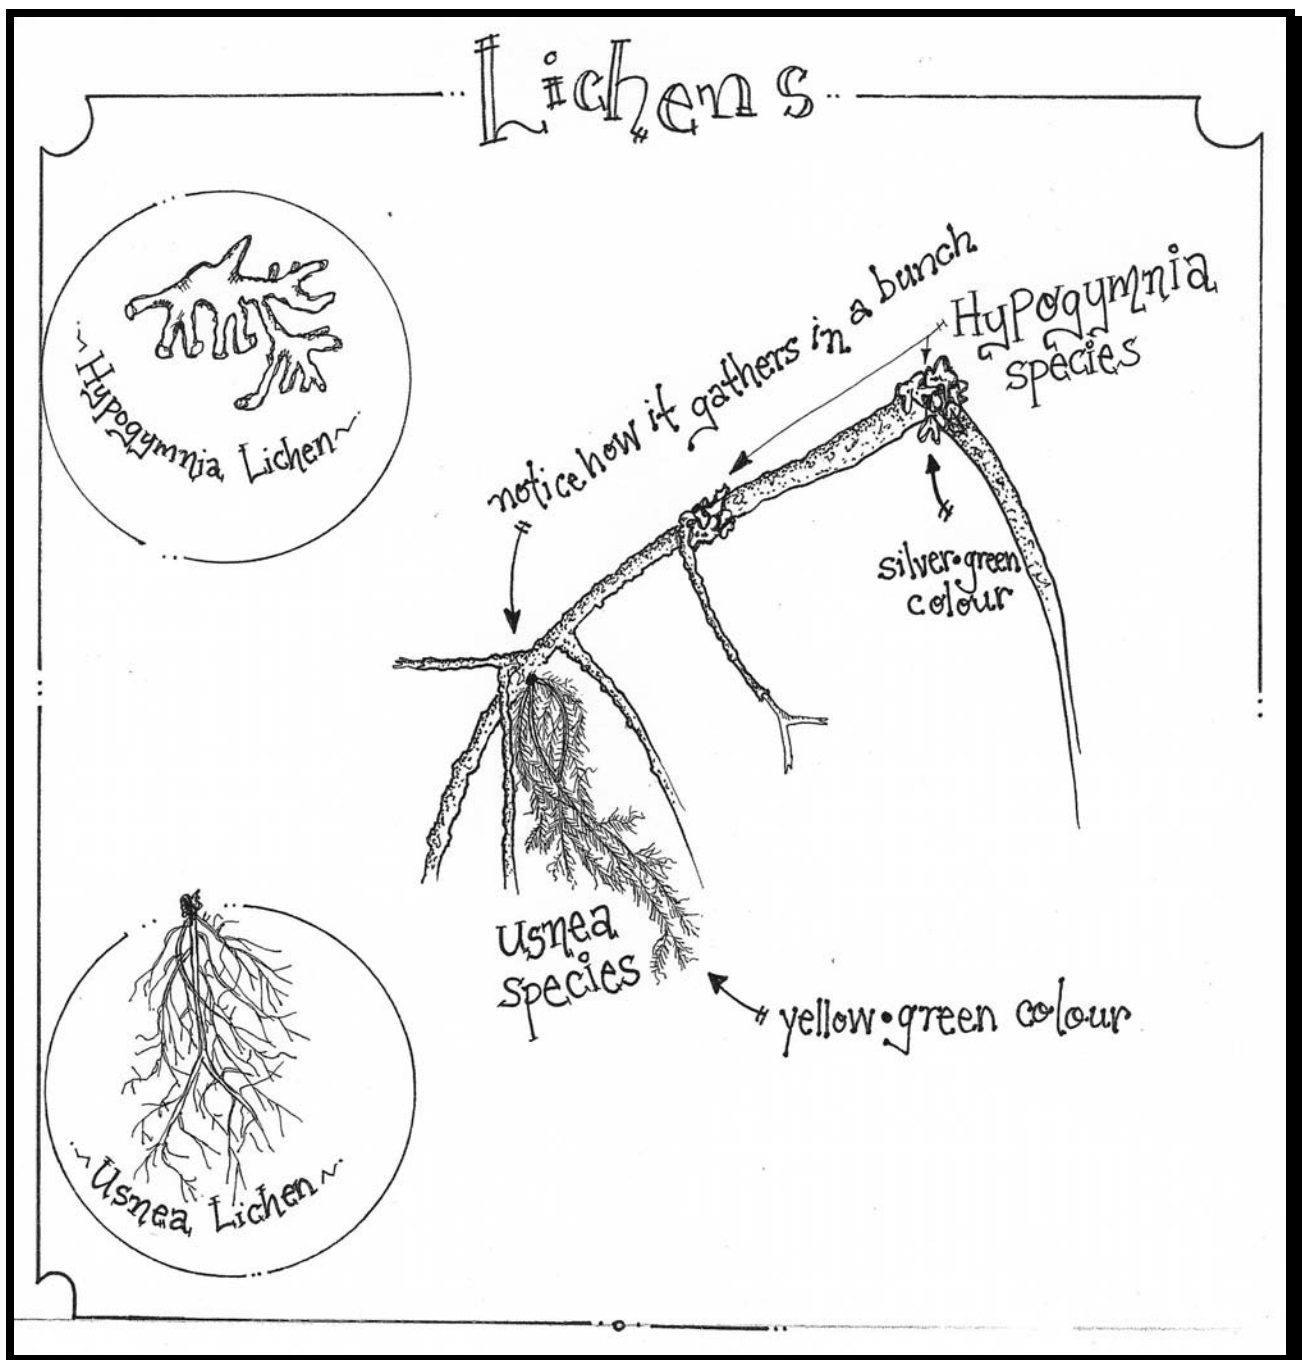 Lichens
~Hypogymnia Lichen~
notice how it gathers in a bunch
Hypogymnia
species
silver•green
colour
Usnea
species
yellow•green colour
~Usnea Lichen~